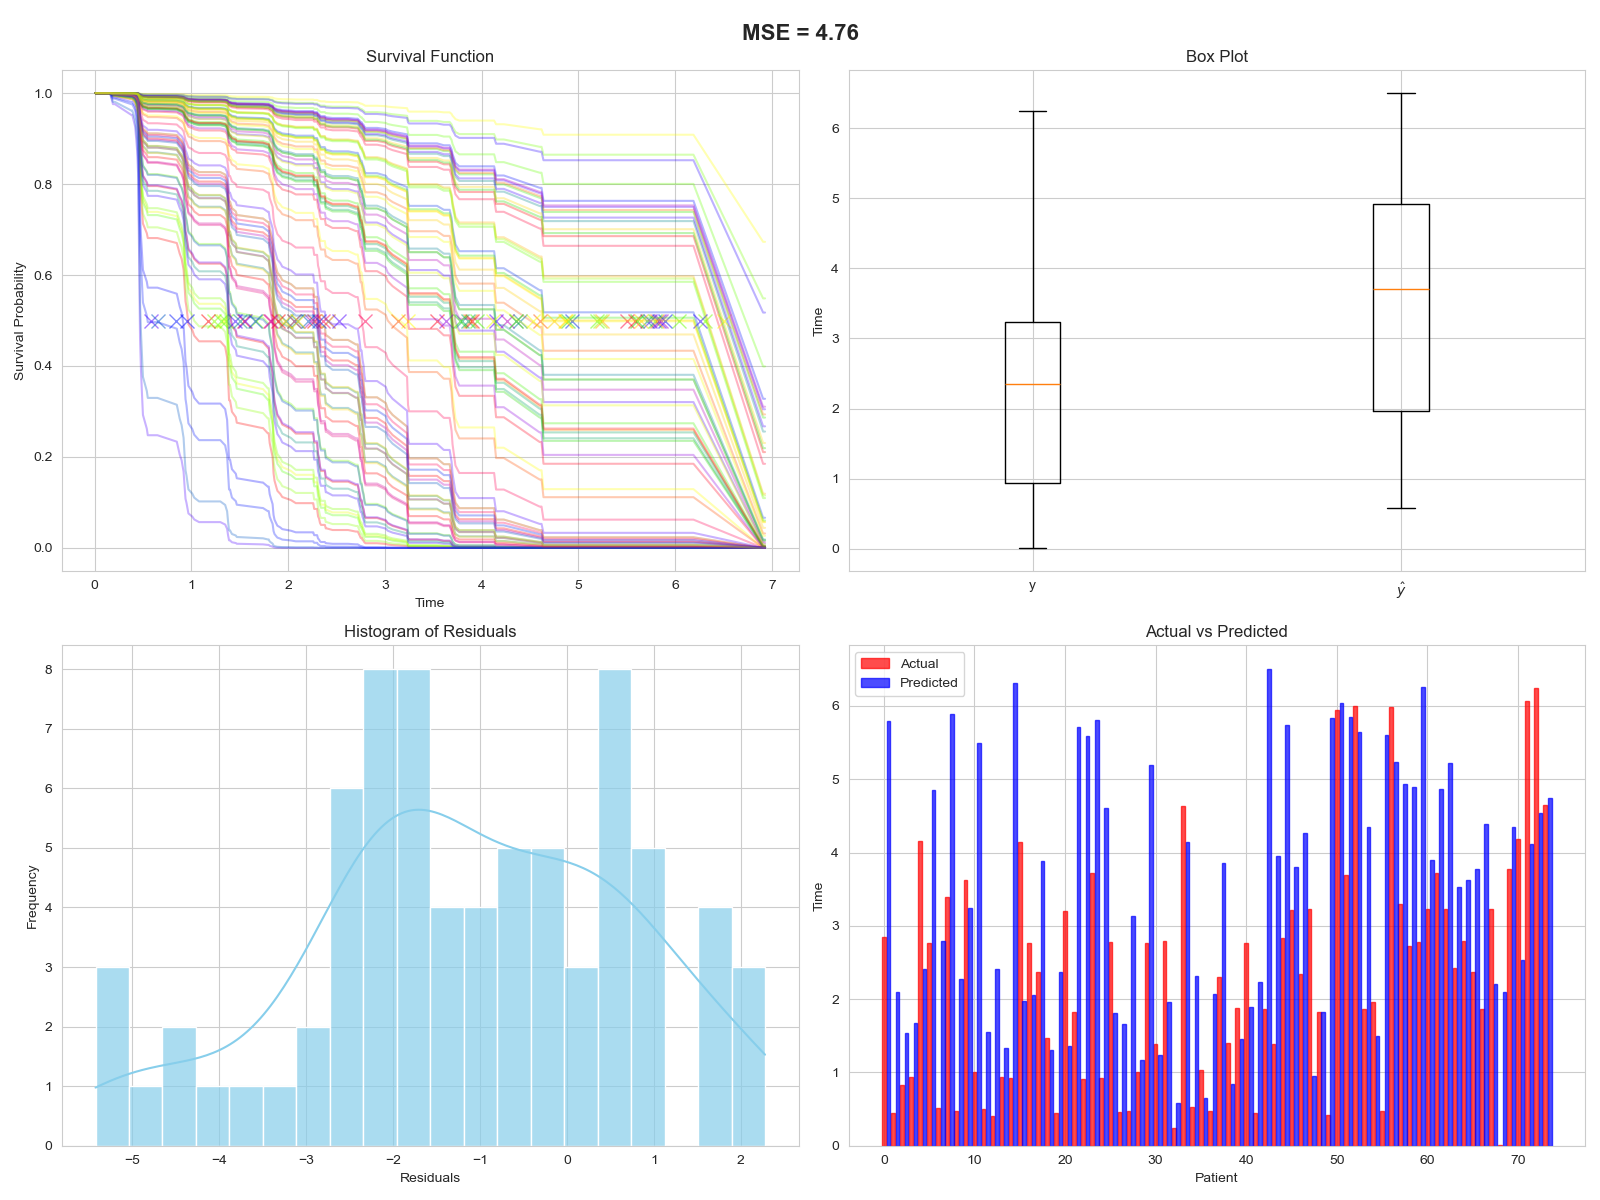 MSE = 4.76
Survival Function
Survival Probability
1.0
0.8
0.6
0.4
0.2
0.0
0 1 2 3 4 5 6 7
Time
Box Plot
Time
6
5
4
3
2
1
0
y ŷ
Histogram of Residuals
Frequency
8
7
6
5
4
3
2
1
0
−5 −4 −3 −2 −1 0 1 2
Residuals
Actual vs Predicted
Actual
Predicted
Time
6
5
4
3
2
1
0
0 10 20 30 40 50 60 70
Patient